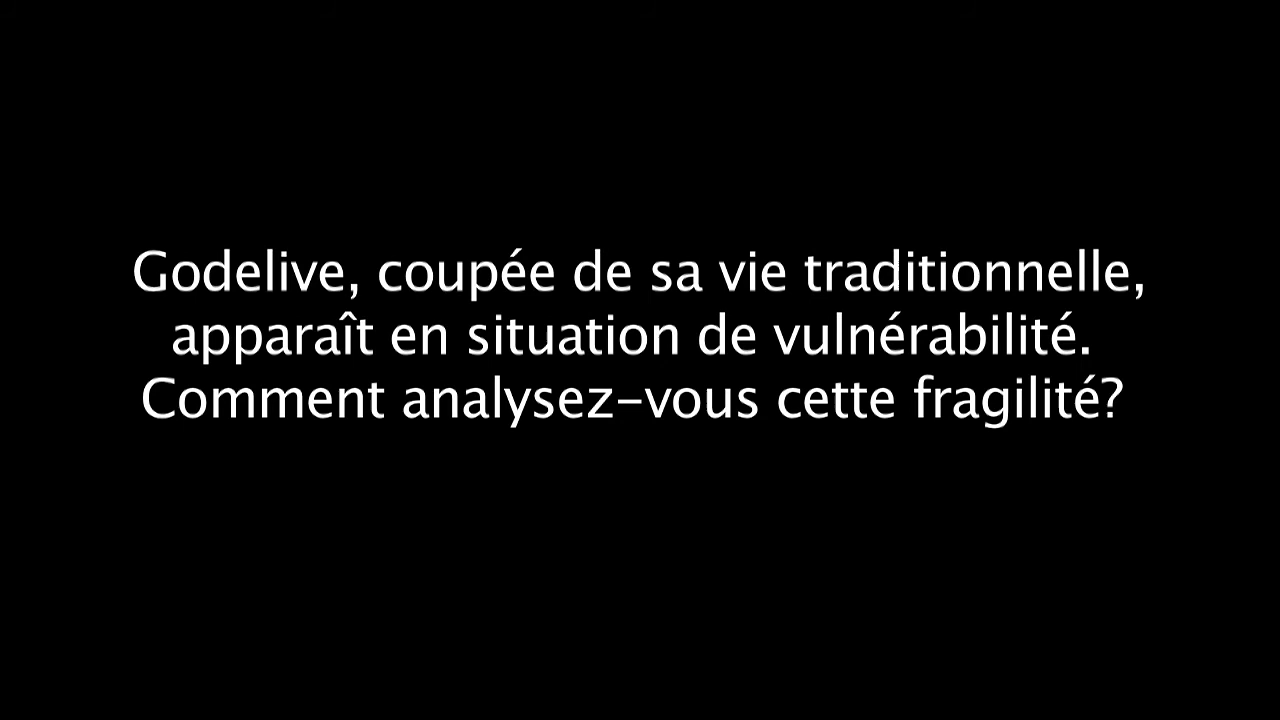 Godelive, coupée de sa vie traditionnelle,
apparaît en situation de vulnérabilité.
Comment analysez-vous cette fragilité?